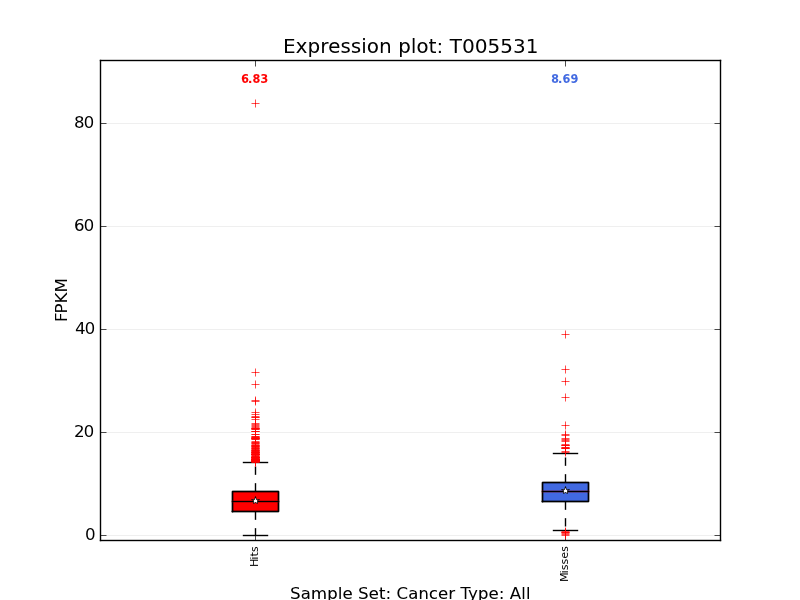 Expression plot: T005531
6.83 8.69
80
60
40
20
0
FPKM
Hits Misses
Sample Set: Cancer Type: All